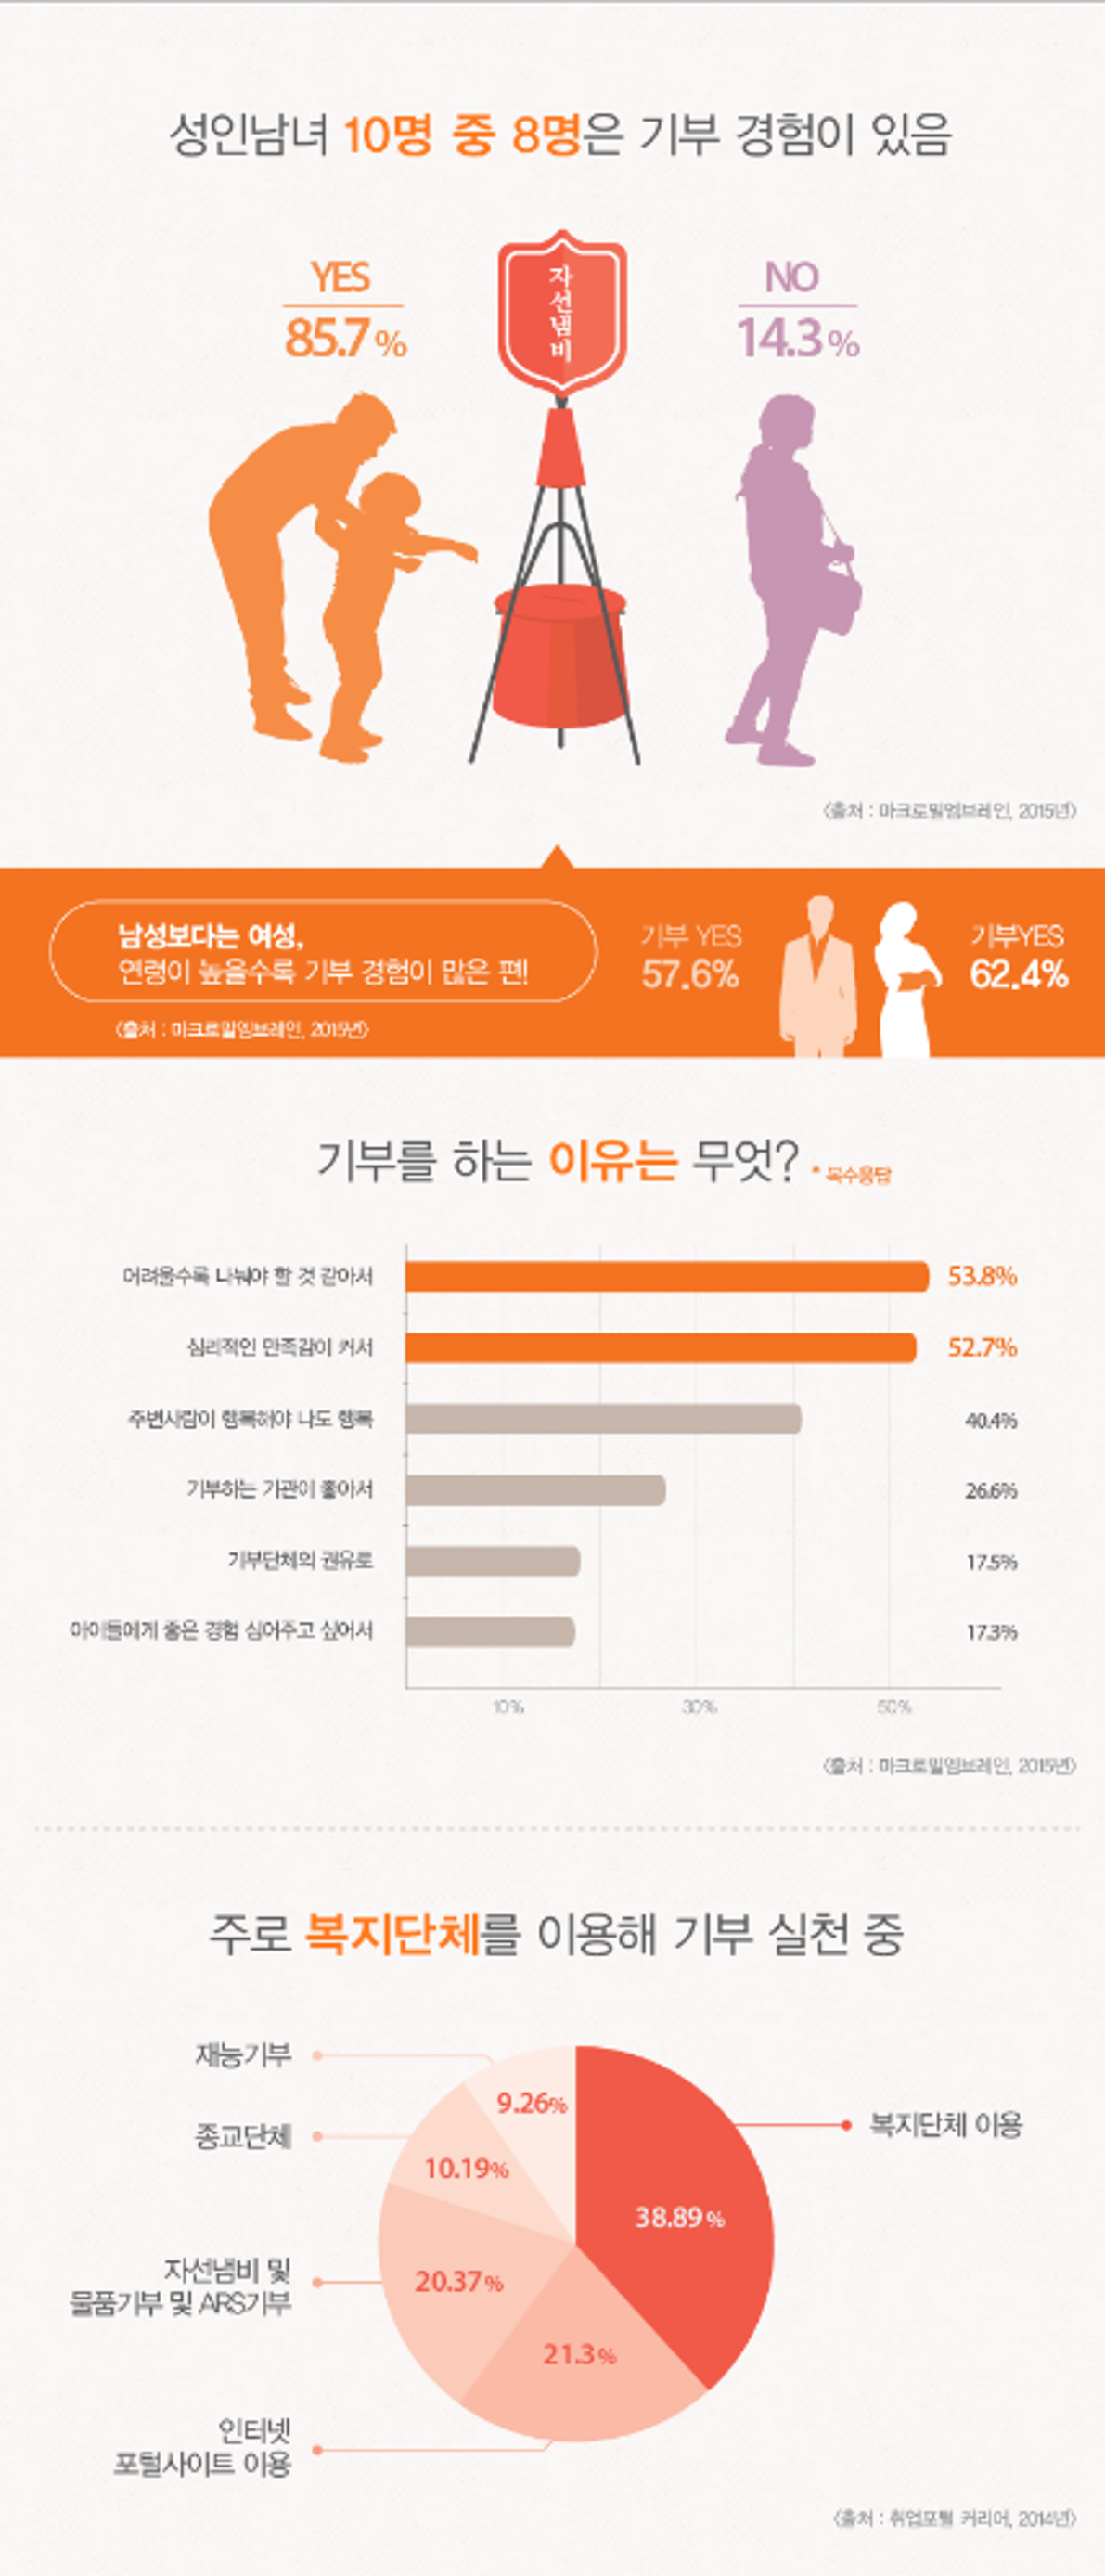 성인남녀 10명 중 8명은 기부 경험이 있음
YES
85.7%
자선냄비
NO
14.3%
〈출처 : 마크로밀엠브레인, 2015년〉
남성보다는 여성,
연령이 높을수록 기부 경험이 많은 편!
〈출처 : 마크로밀엠브레인, 2015년〉
기부 YES
57.6%
기부YES
62.4%
기부를 하는 이유는 무엇? * 복수응답
어려울수록 나눠야 할 것 같아서 53.8%
심리적인 만족감이 커서 52.7%
주변사람이 행복해야 나도 행복 40.4%
기부하는 기관이 좋아서 26.6%
기부단체의 권유로 17.5%
아이들에게 좋은 경험 심어주고 싶어서 17.3%
10% 30% 50%
〈출처 : 마크로밀엠브레인, 2015년〉
주로 복지단체를 이용해 기부 실천 중
재능기부
9.26%
종교단체
10.19%
복지단체 이용
38.89%
자선냄비 및
물품기부 및 ARS기부
20.37%
21.3%
인터넷
포털사이트 이용
〈출처 : 취업포털 커리어, 2014년〉